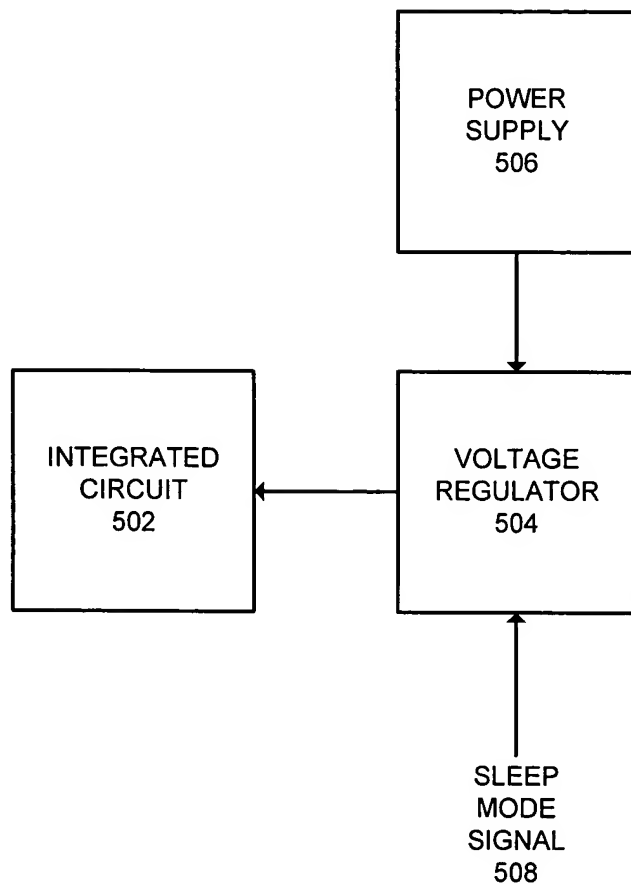 POWER
SUPPLY
506
INTEGRATED
CIRCUIT
502
VOLTAGE
REGULATOR
504
SLEEP
MODE
SIGNAL
508